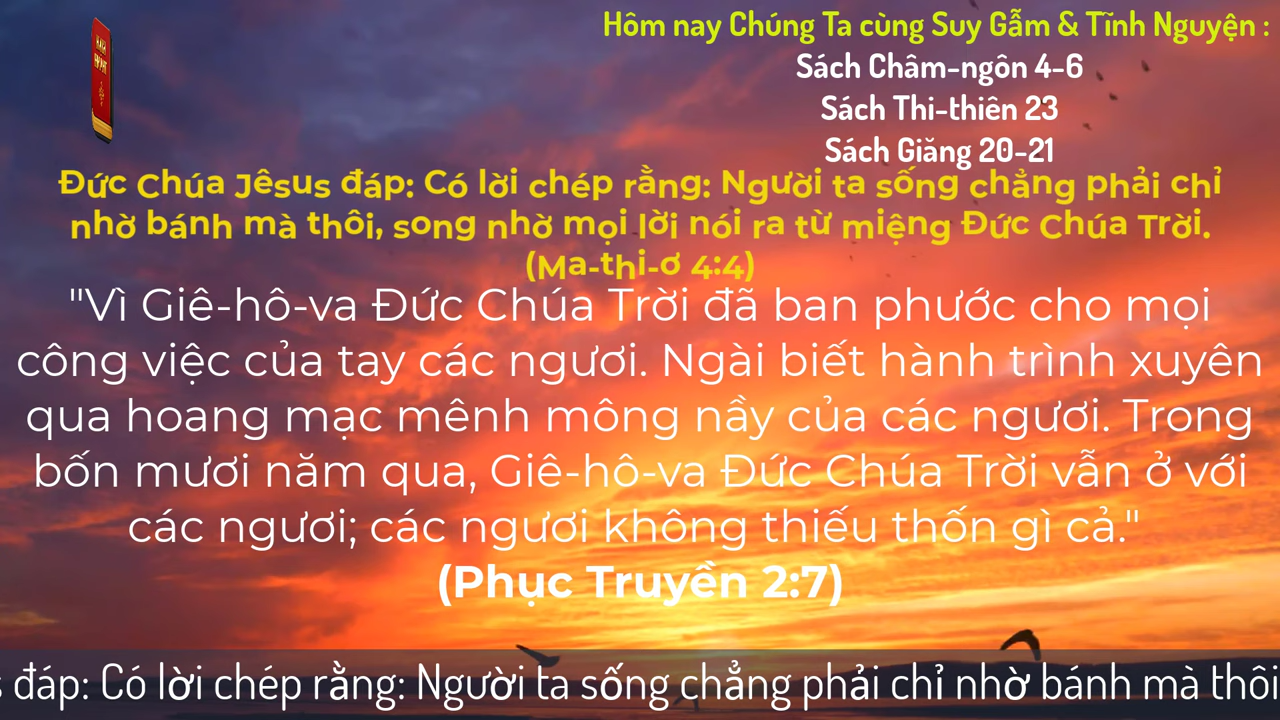 Hôm nay Chúng Ta cùng Suy Gẫm & Tĩnh Nguyện :
Sách Châm-ngôn 4-6
Sách Thi-thiên 23
Sách Giăng 20-21
Đức Chúa Jêsus đáp: Có lời chép rằng: Người ta sống chẳng phải chỉ
nhờ bánh mà thôi, song nhờ mọi lời nói ra từ miệng Đức Chúa Trời.
(Ma-thi-ơ 4:4)
"Vì Giê-hô-va Đức Chúa Trời đã ban phước cho mọi
công việc của tay các ngươi. Ngài biết hành trình xuyên
qua hoang mạc mênh mông nầy của các ngươi. Trong
bốn mươi năm qua, Giê-hô-va Đức Chúa Trời vẫn ở với
các ngươi; các ngươi không thiếu thốn gì cả."
(Phục Truyền 2:7)
đáp: Có lời chép rằng: Người ta sống chẳng phải chỉ nhờ bánh mà thôi